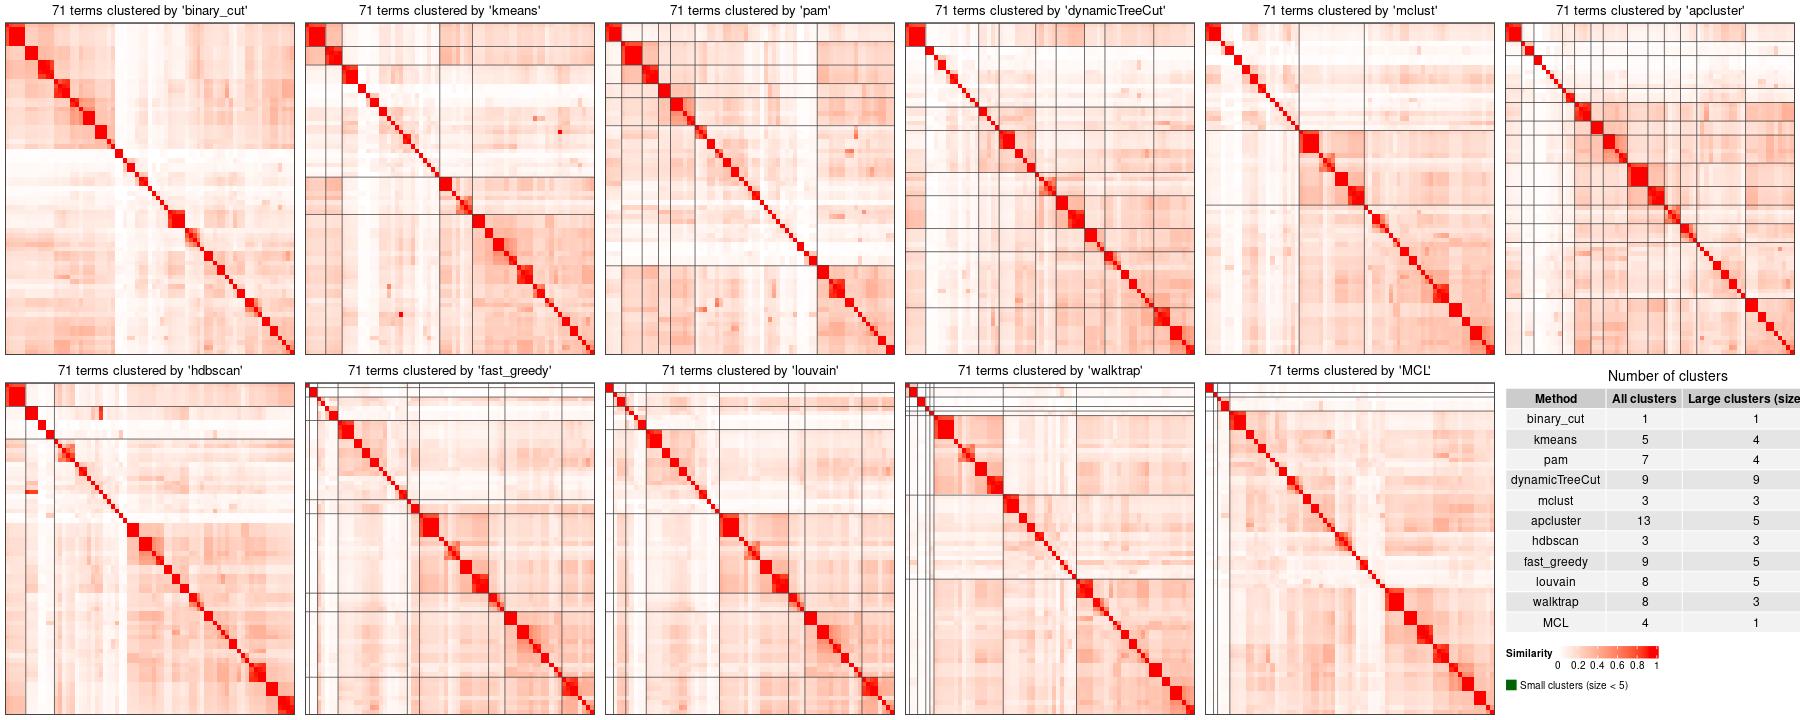 71 terms clustered by 'binary_cut'
71 terms clustered by 'kmeans'
71 terms clustered by 'pam'
71 terms clustered by 'dynamicTreeCut'
71 terms clustered by 'mclust'
71 terms clustered by 'apcluster'
71 terms clustered by 'hdbscan'
71 terms clustered by 'fast_greedy'
71 terms clustered by 'louvain'
71 terms clustered by 'walktrap'
71 terms clustered by 'MCL'
Number of clusters
Method All clusters Large clusters (size
binary_cut 1 1
kmeans 5 4
pam 7 4
dynamicTreeCut 9 9
mclust 3 3
apcluster 13 5
hdbscan 3 3
fast_greedy 9 5
louvain 8 5
walktrap 8 3
MCL 4 1
Similarity
0 0.2 0.4 0.6 0.8 1
Small clusters (size < 5)